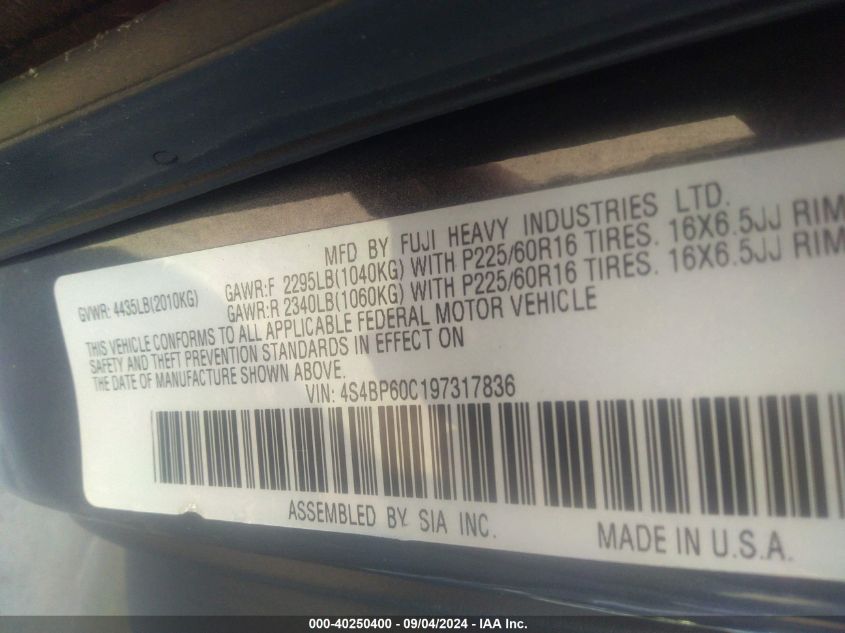 MFD BY FUJI HEAVY INDUSTRIES LTD.
GVWR: 4435LB(2010KG)
GAWR:F 2295LB(1040KG) WITH P225/60R16 TIRES. 16X6.5JJ RIM
GAWR:R 2340LB(1060KG) WITH P225/60R16 TIRES. 16X6.5JJ RIM
THIS VEHICLE CONFORMS TO ALL APPLICABLE FEDERAL MOTOR VEHICLE
SAFETY AND THEFT PREVENTION STANDARDS IN EFFECT ON
THE DATE OF MANUFACTURE SHOWN ABOVE.
VIN: 4S4BP60C197317836
ASSEMBLED BY SIA INC.
MADE IN U.S.A.
000-40250400 - 09/04/2024 - IAA Inc.